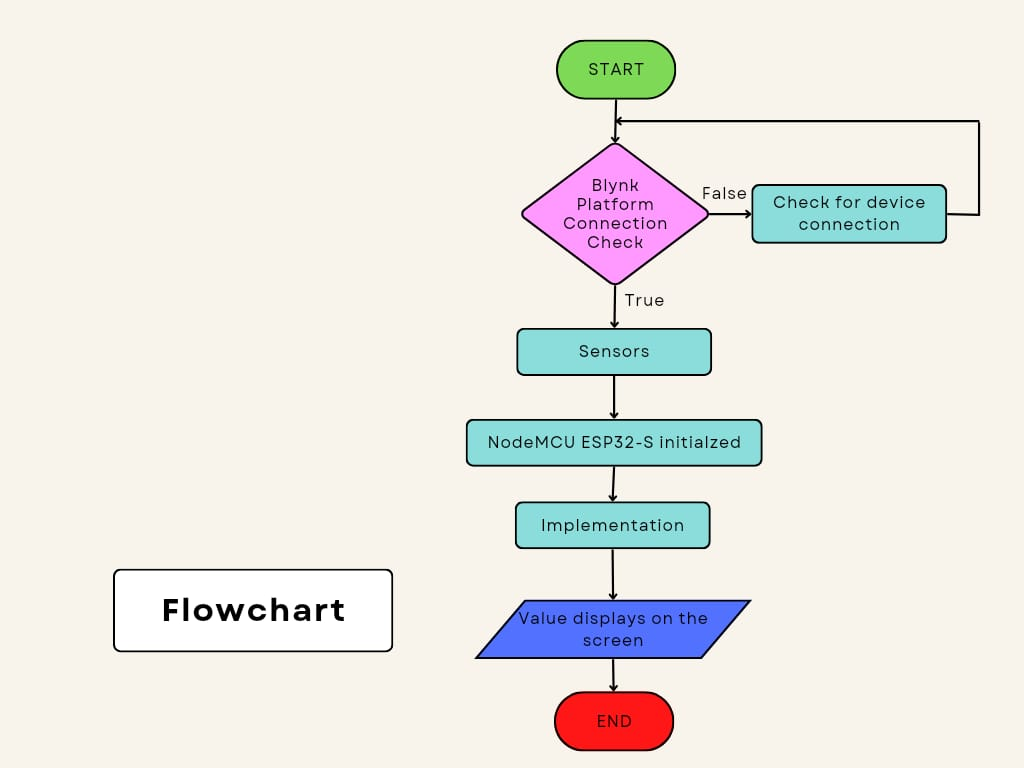 START
Blynk
Platform
Connection
Check
False
Check for device
connection
True
Sensors
NodeMCU ESP32-S initialzed
Implementation
Flowchart
Value displays on the
screen
END